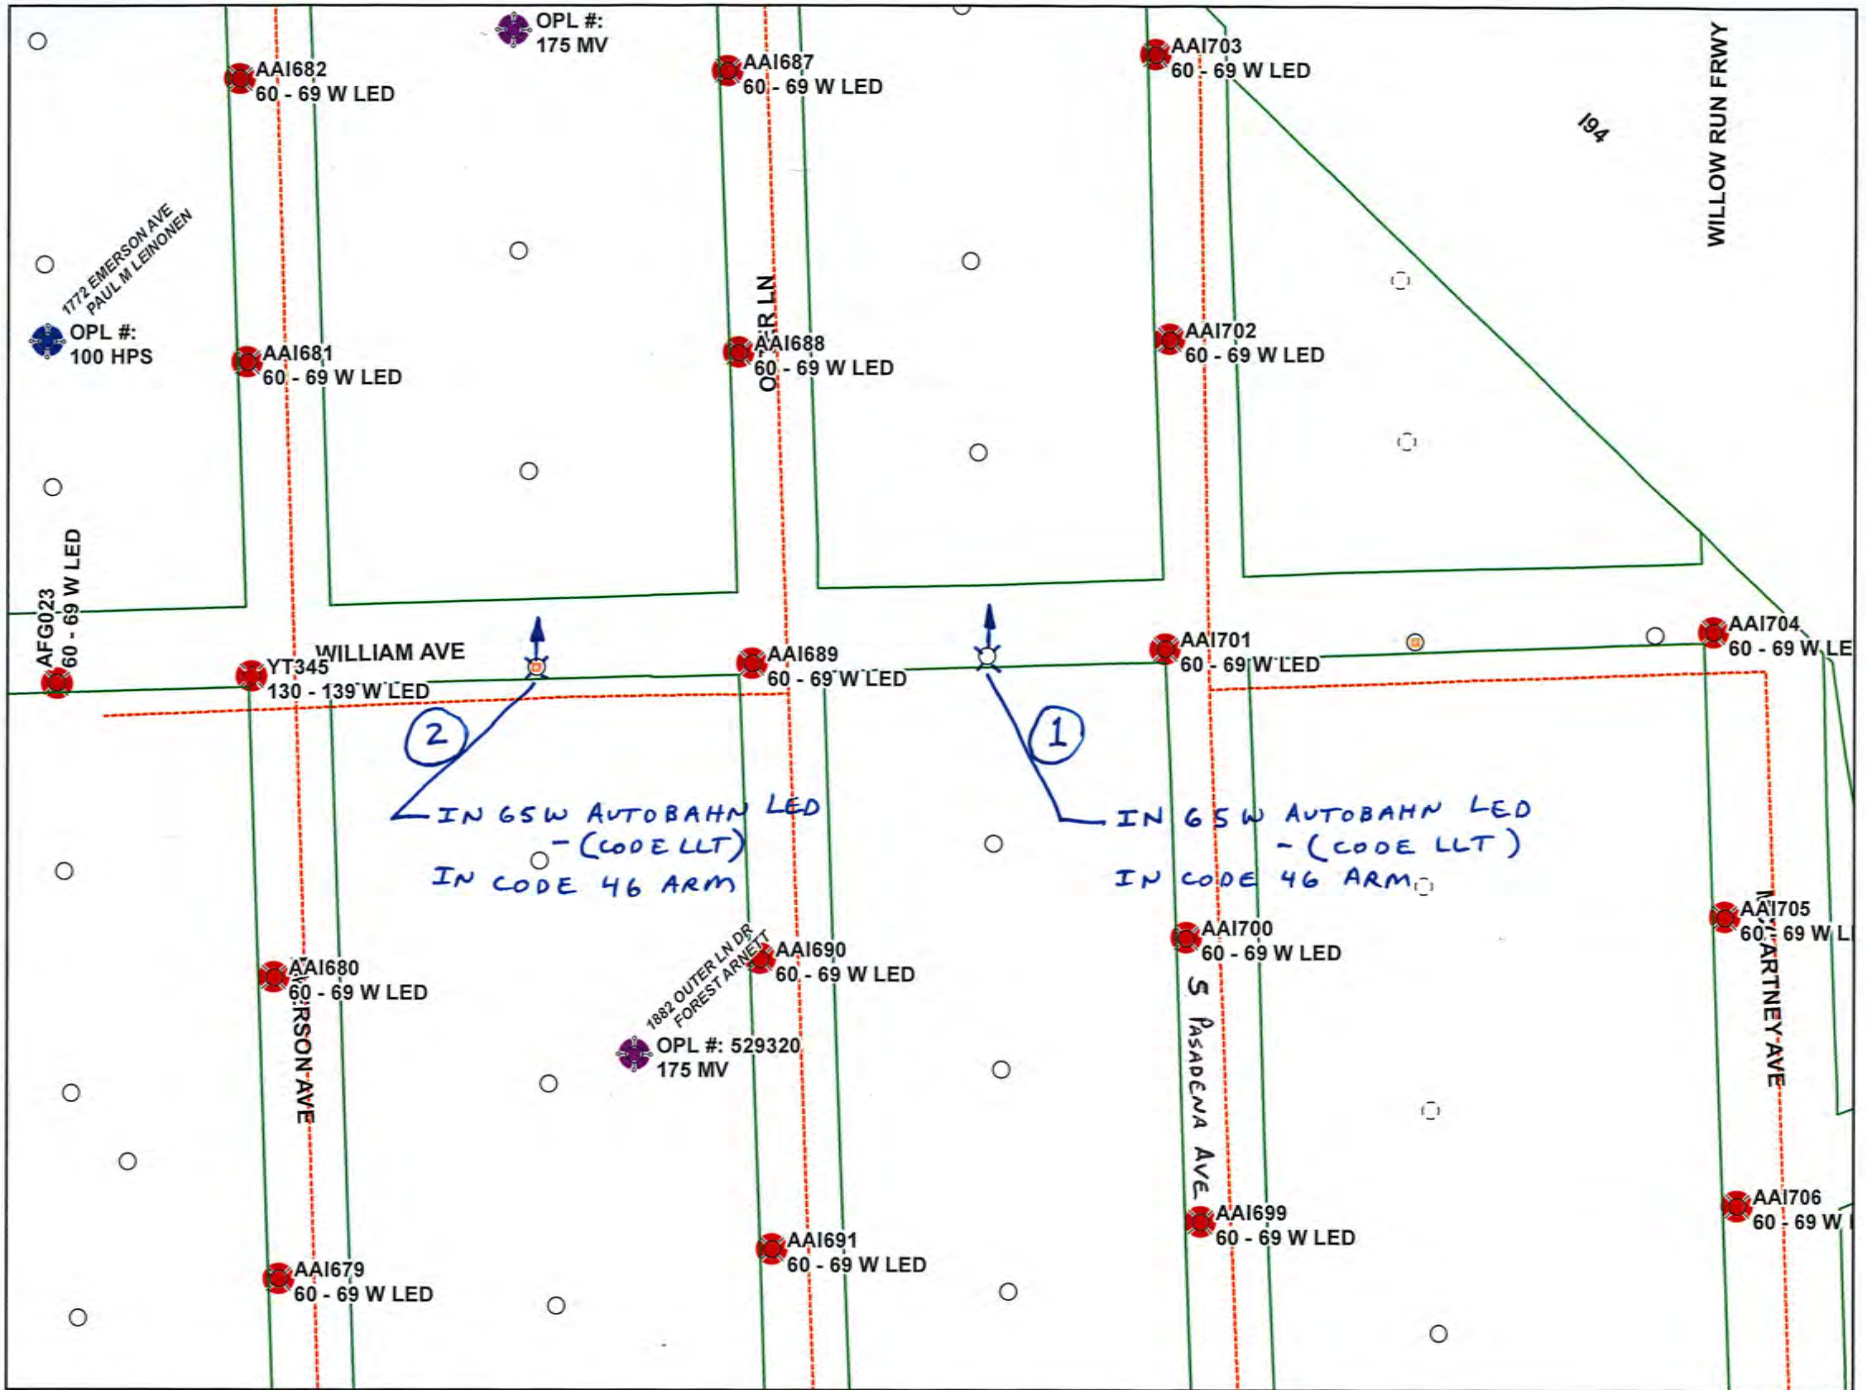 OPL #:
175 MV
AAI682
60 - 69 W LED
AAI687
60 - 69 W LED
AAI703
60 - 69 W LED
I94
WILLOW RUN FRWY
1772 EMERSON AVE
PAUL M LEINONEN
OPL #:
100 HPS
AAI681
60 - 69 W LED
LN
AAI688
60 - 69 W LED
AAI702
60 - 69 W LED
AFG023
60 - 69 W LED
YT345
130 - 139 W LED
WILLIAM AVE
AAI689
60 - 69 W LED
AAI701
60 - 69 W LED
AAI704
60 - 69 W LE
2
IN 65W AUTOBAHN LED
- (CODE LLT)
IN CODE 46 ARM
1
IN 65W AUTOBAHN LED
- (CODE LLT)
IN CODE 46 ARM
AAI680
60 - 69 W LED
AVE
1882 OUTER LN DR
FOREST ARNETT
AAI690
60 - 69 W LED
OPL #: 529320
175 MV
AAI700
60 - 69 W LED
S PASADENA AVE
AAI705
60 - 69 W L
AVE
AAI679
60 - 69 W LED
AAI691
60 - 69 W LED
AAI699
60 - 69 W LED
AAI706
60 - 69 W